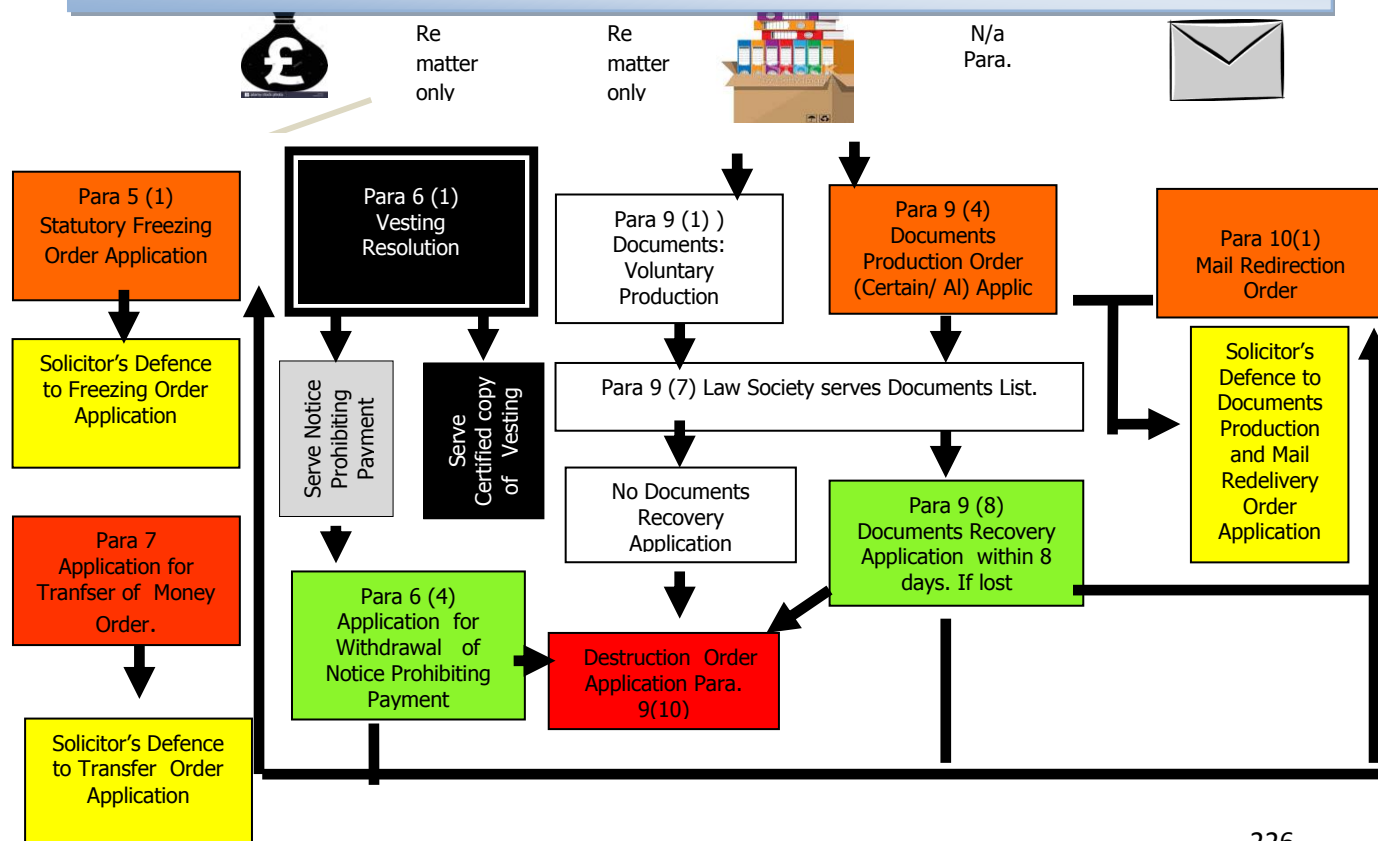 £
Re
matter
only
Re
matter
only
N/a
Para.
Para 5 (1)
Statutory Freezing
Order Application
Para 6 (1)
Vesting
Resolution
Para 9 (1) )
Documents:
Voluntary
Production
Para 9 (4)
Documents
Production Order
(Certain/ Al) Applic
Para 10(1)
Mail Redirection
Order
Solicitor’s Defence
to Freezing Order
Application
Serve Notice
Prohibiting
Payment
Serve
Certified copy
of Vesting
Para 9 (7) Law Society serves Documents List.
Solicitor’s
Defence to
Documents
Production
and Mail
Redelivery
Order
Application
No Documents
Recovery
Application
Para 9 (8)
Documents Recovery
Application within 8
days. If lost
Para 7
Application for
Tranfser of Money
Order.
Para 6 (4)
Application for
Withdrawal of
Notice Prohibiting
Payment
Destruction Order
Application Para.
9(10)
Solicitor’s Defence
to Transfer Order
Application
226